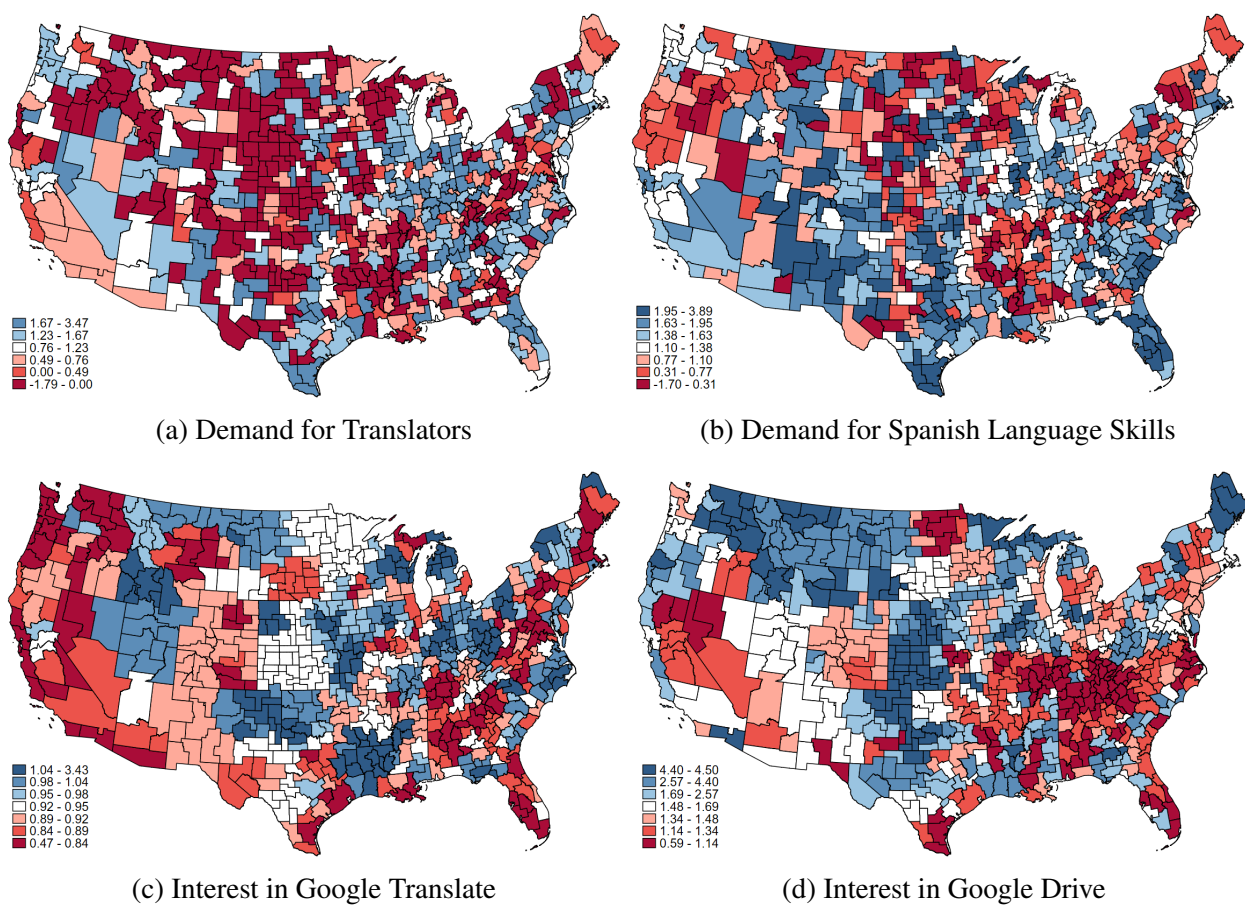 1.67 - 3.47
1.23 - 1.67
0.76 - 1.23
0.49 - 0.76
0.00 - 0.49
-1.79 - 0.00
(a) Demand for Translators
1.95 - 3.89
1.63 - 1.95
1.38 - 1.63
1.10 - 1.38
0.77 - 1.10
0.31 - 0.77
-1.70 - 0.31
(b) Demand for Spanish Language Skills
1.04 - 3.43
0.98 - 1.04
0.95 - 0.98
0.92 - 0.95
0.89 - 0.92
0.84 - 0.89
0.47 - 0.84
(c) Interest in Google Translate
4.40 - 4.50
2.57 - 4.40
1.69 - 2.57
1.48 - 1.69
1.34 - 1.48
1.14 - 1.34
0.59 - 1.14
(d) Interest in Google Drive